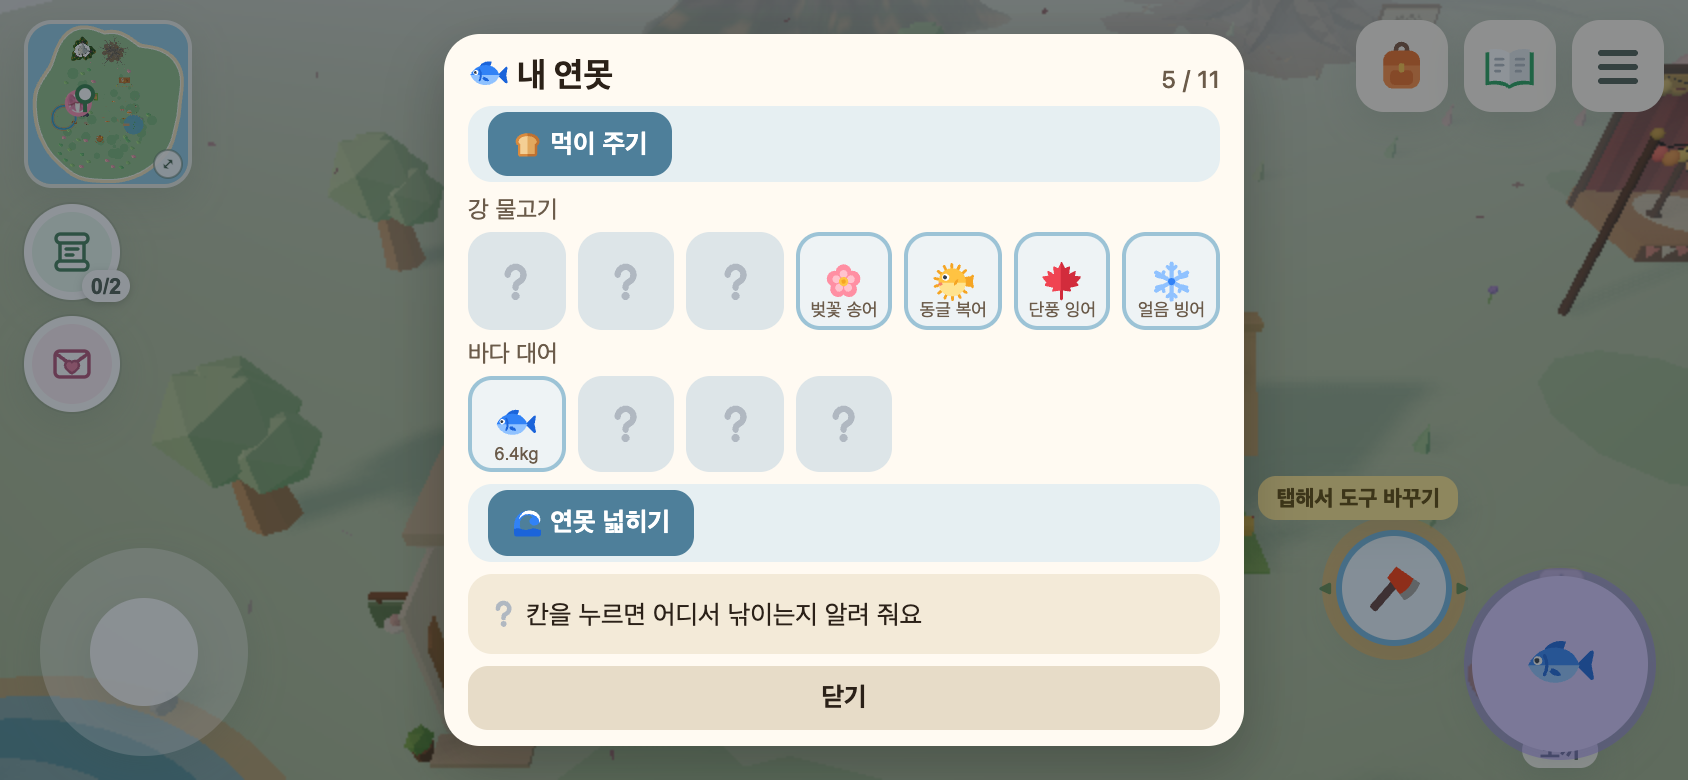 내 연못
5 / 11
먹이 주기
강 물고기
?
?
?
벚꽃 송어
동글 복어
단풍 잉어
얼음 빙어
바다 대어
6.4kg
?
?
?
연못 넓히기
? 칸을 누르면 어디서 낚이는지 알려 줘요
닫기
0/2
탭해서 도구 바꾸기